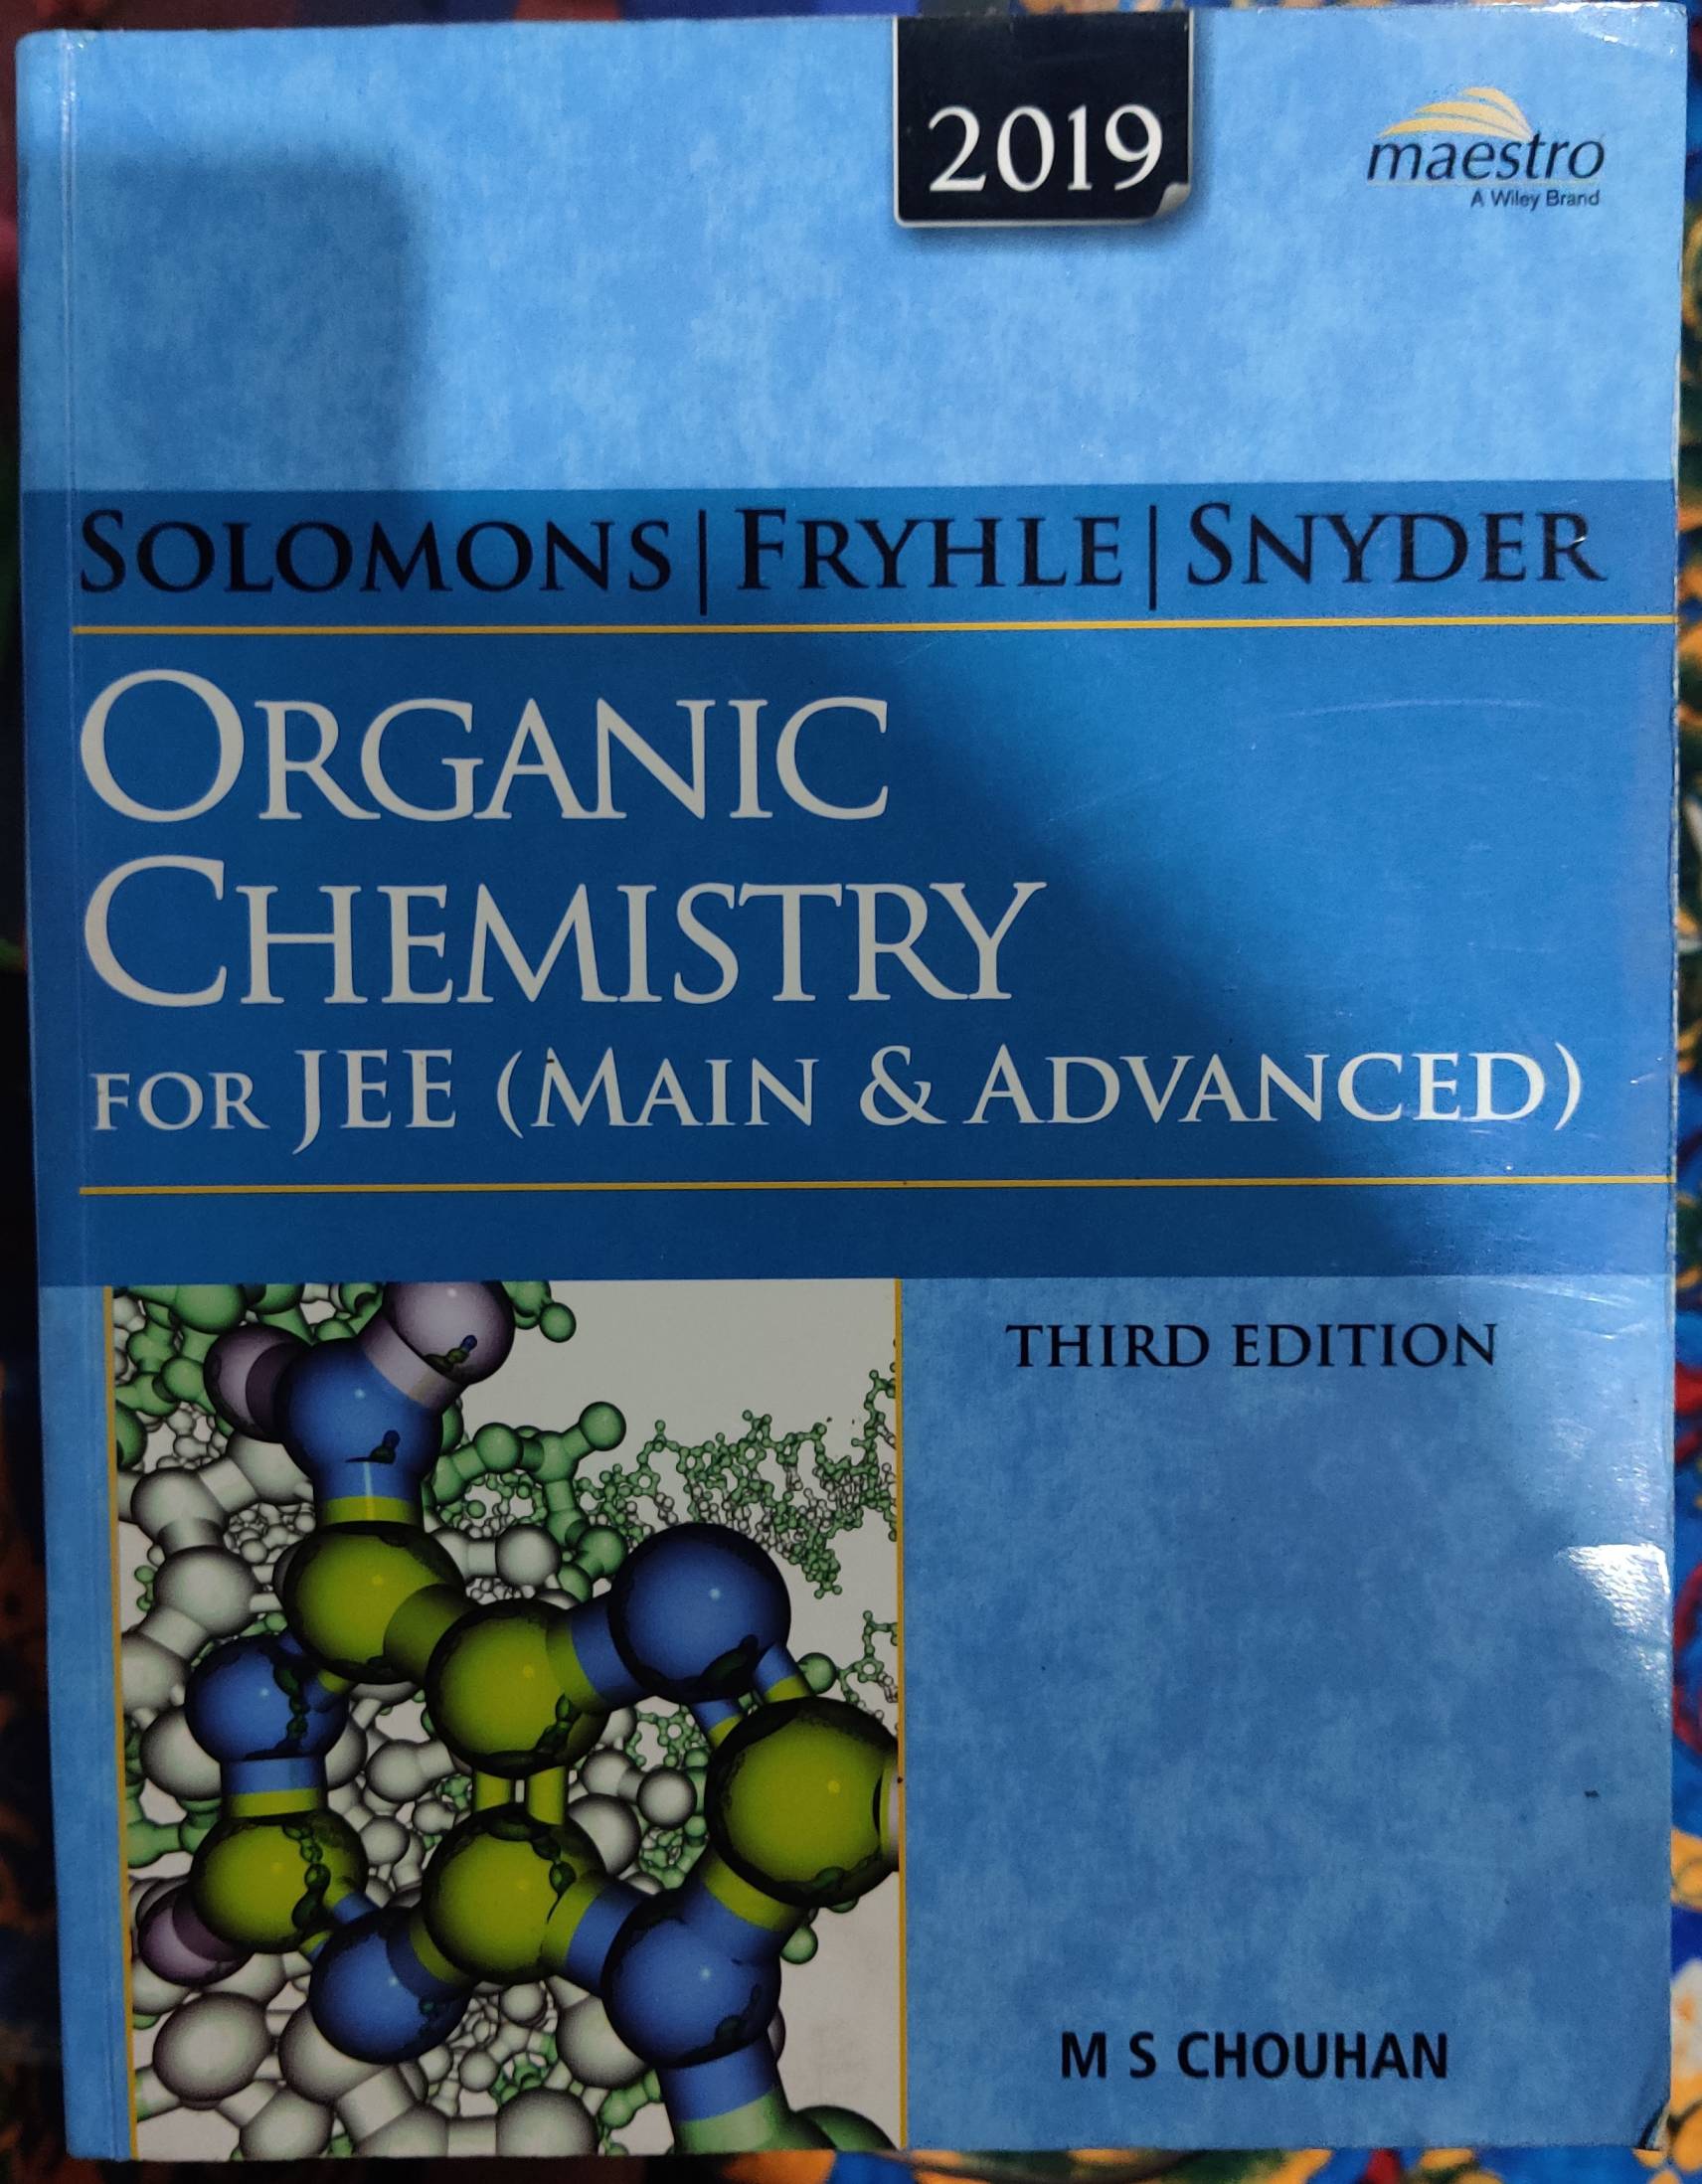 2019
maestro
A Wiley Brand
SOLOMONS | FRYHLE | SNYDER
ORGANIC
CHEMISTRY
FOR JEE (MAIN & ADVANCED)
THIRD EDITION
M S CHOUHAN